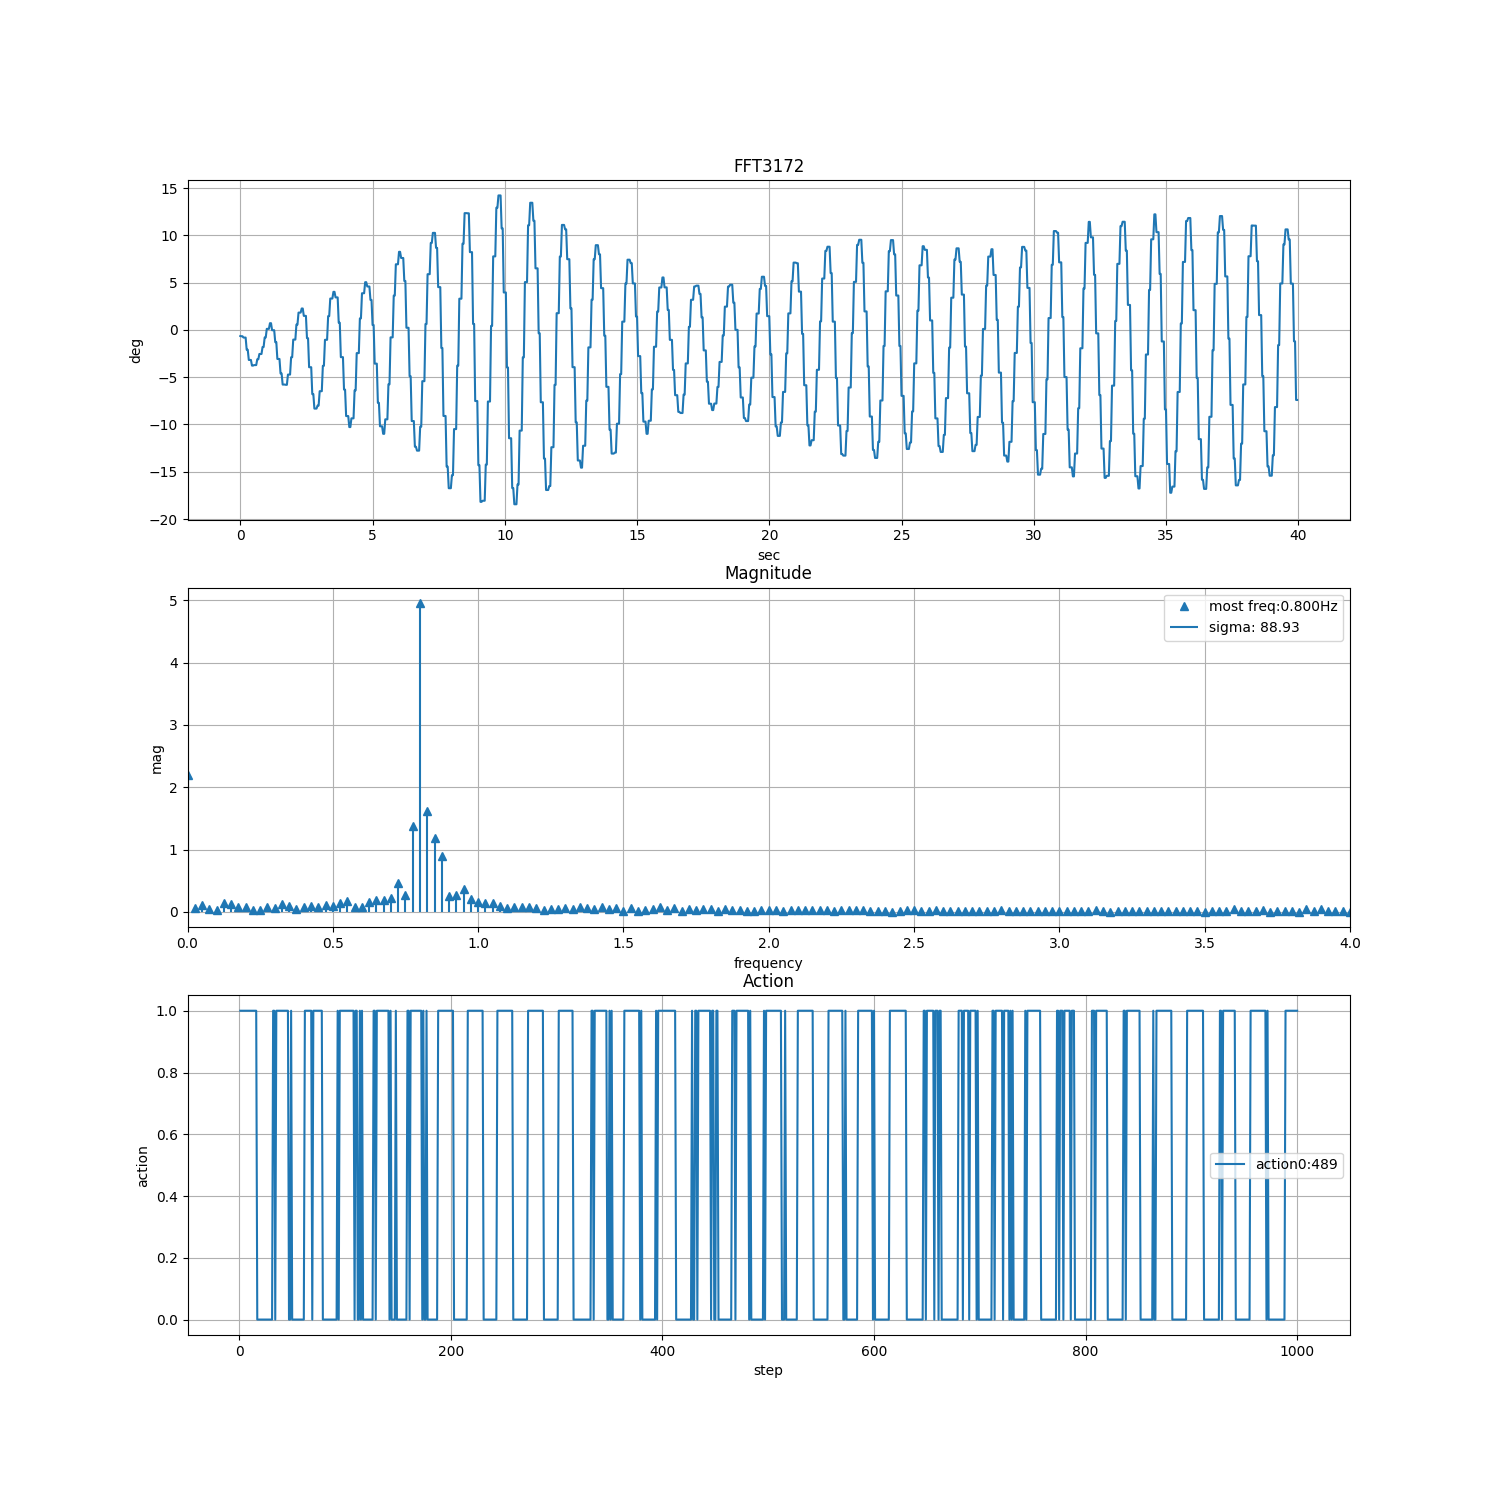 FFT3172
15
10
5
0
−5
−10
−15
−20
deg
0 5 10 15 20 25 30 35 40
sec
Magnitude
5
4
3
2
1
0
mag
most freq:0.800Hz
sigma: 88.93
0.0 0.5 1.0 1.5 2.0 2.5 3.0 3.5 4.0
frequency
Action
1.0
0.8
0.6
0.4
0.2
0.0
action
action0:489
0 200 400 600 800 1000
step